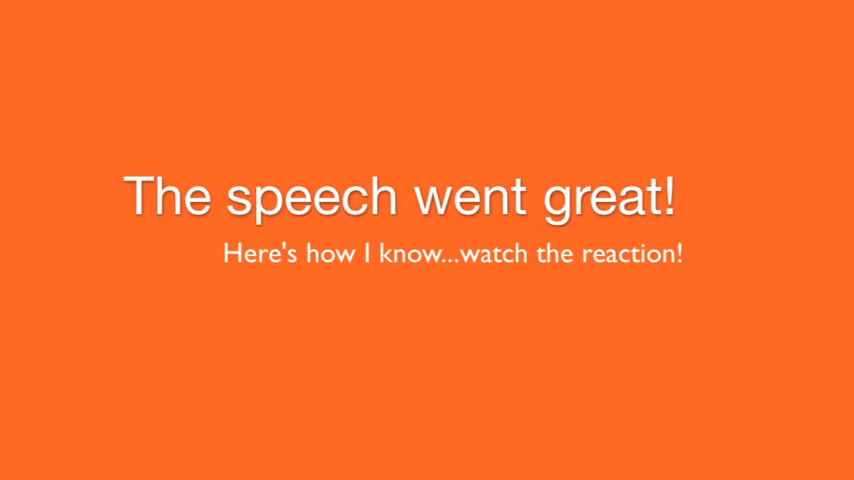 The speech went great!
Here's how I know...watch the reaction!